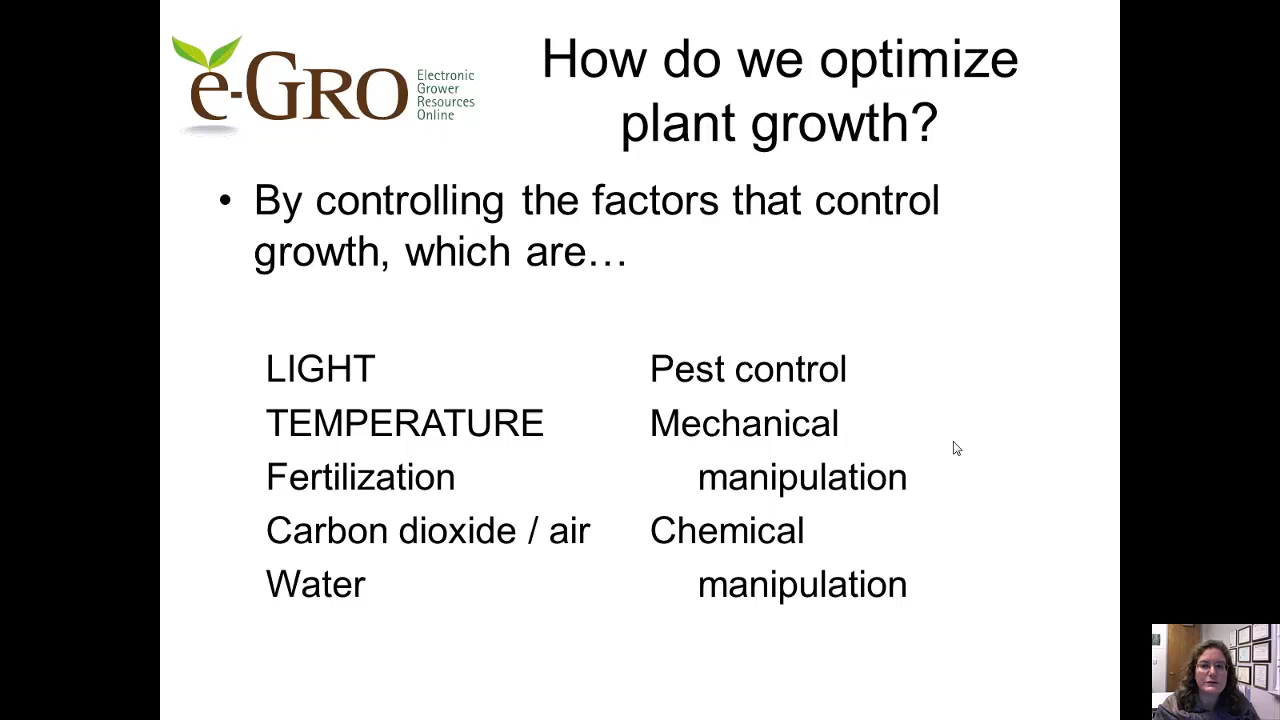 e-GRO
Electronic
Grower
Resources
Online
How do we optimize
plant growth?
• By controlling the factors that control
growth, which are…
LIGHT
TEMPERATURE
Fertilization
Carbon dioxide / air
Water
Pest control
Mechanical
manipulation
Chemical
manipulation